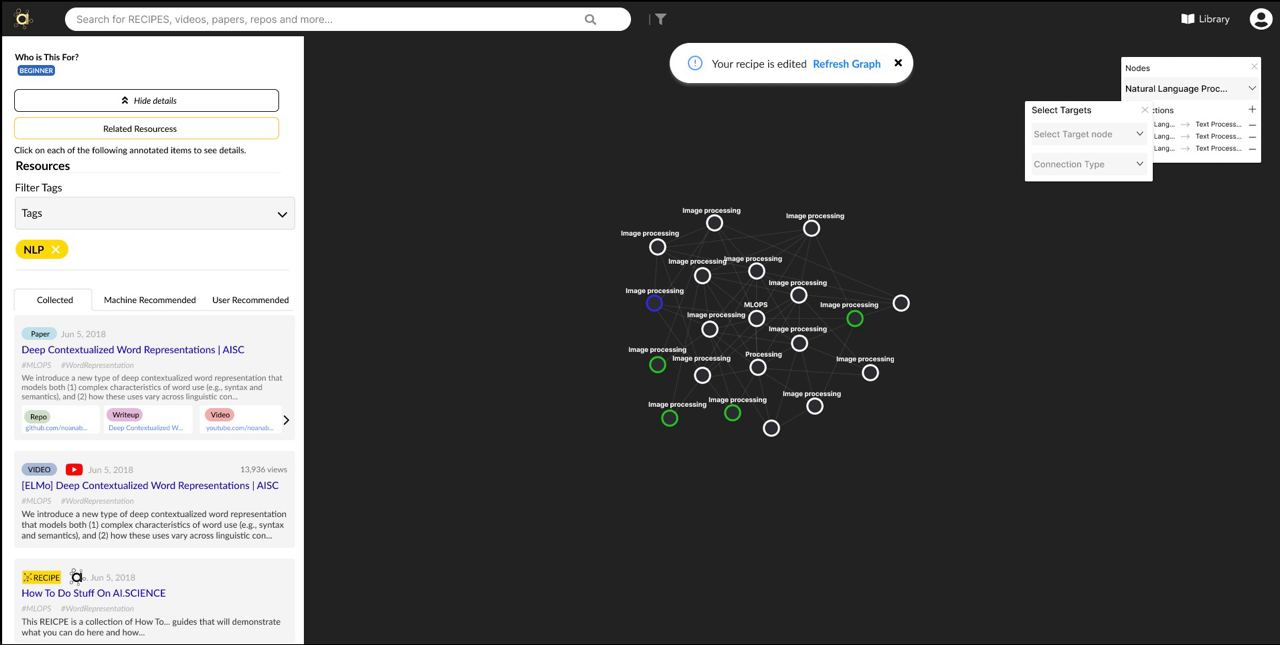 Search for RECIPES, videos, papers, repos and more...
Library
Who is This For?
BEGINNER
Hide details
Related Resourcess
Click on each of the following annotated items to see details.
Resources
Filter Tags
Tags
NLP
Collected
Machine Recommended
User Recommended
Paper Jun 5, 2018
Deep Contextualized Word Representations | AISC
#MLOPS #WordRepresentation
We introduce a new type of deep contextualized word representation that
models both (1) complex characteristics of word use (e.g., syntax and
semantics), and (2) how these uses vary across linguistic con...
Repo
github.com/noanab...
Writeup
Deep Contextualized W...
Video
youtube.com/noanab...
VIDEO Jun 5, 2018 13,936 views
[ELMo] Deep Contextualized Word Representations | AISC
#MLOPS #WordRepresentation
We introduce a new type of deep contextualized word representation
that models both (1) complex characteristics of word use (e.g., syntax
and semantics), and (2) how these uses vary across linguistic con...
RECIPE a. Jun 5, 2018
How To Do Stuff On AI.SCIENCE
#MLOPS #WordRepresentation
This REICPE is a collection of How To... guides that will demonstrate
what you can do here and how...
Your recipe is edited Refresh Graph
Nodes
Natural Language Proc...
ctions
Lang... → Text Process...
Lang... → Text Process...
Lang... → Text Process...
Select Targets
Select Target node
Connection Type
Image processing
Image processing
Image processing
Image processing
Image processing
Image processing
Image processing
MLOPS
Image processing
Image processing
Image processing
Image processing
Image processing
Processing
Image processing
Image processing
Image processing
Image processing